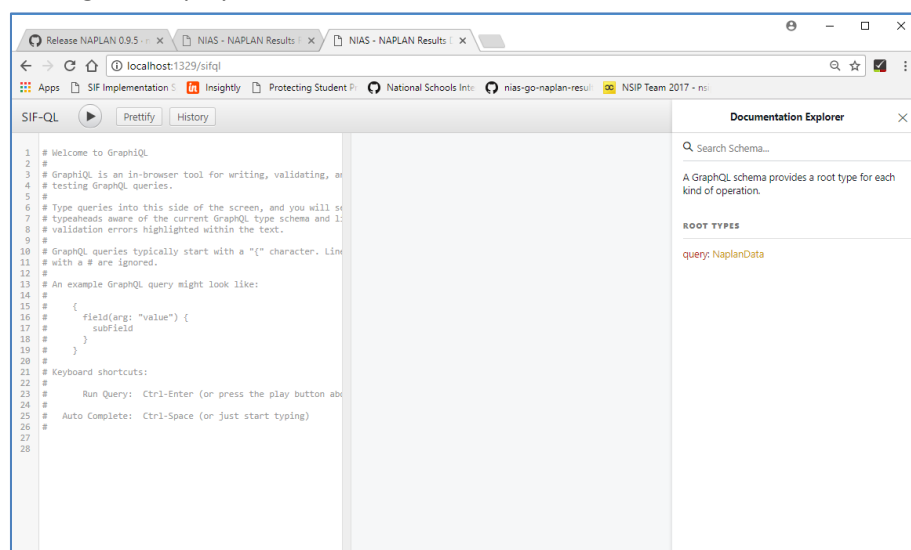 Release NAPLAN 0.9.5 - n
NIAS - NAPLAN Results
NIAS - NAPLAN Results
localhost:1329/sifql
Apps SIF Implementation S Insightly Protecting Student P National Schools Inte nias-go-naplan-resul NSIP Team 2017 - nsi
SIF-QL Prettify History
Documentation Explorer
Search Schema...
A GraphQL schema provides a root type for each
kind of operation.
ROOT TYPES
query: NaplanData
1 # Welcome to GraphiQL
2 #
3 # GraphiQL is an in-browser tool for writing, validating, an
4 # testing GraphQL queries.
5 #
6 # Type queries into this side of the screen, and you will se
7 # typeaheads aware of the current GraphQL type schema and li
8 # validation errors highlighted within the text.
9 #
10 # GraphQL queries typically start with a "{" character. Line
11 # with a # are ignored.
12 #
13 # An example GraphQL query might look like:
14 #
15 # {
16 # field(arg: "value") {
17 # subField
18 # }
19 # }
20 #
21 # Keyboard shortcuts:
22 #
23 # Run Query: Ctrl-Enter (or press the play button abo
24 #
25 # Auto Complete: Ctrl-Space (or just start typing)
26 #
27
28